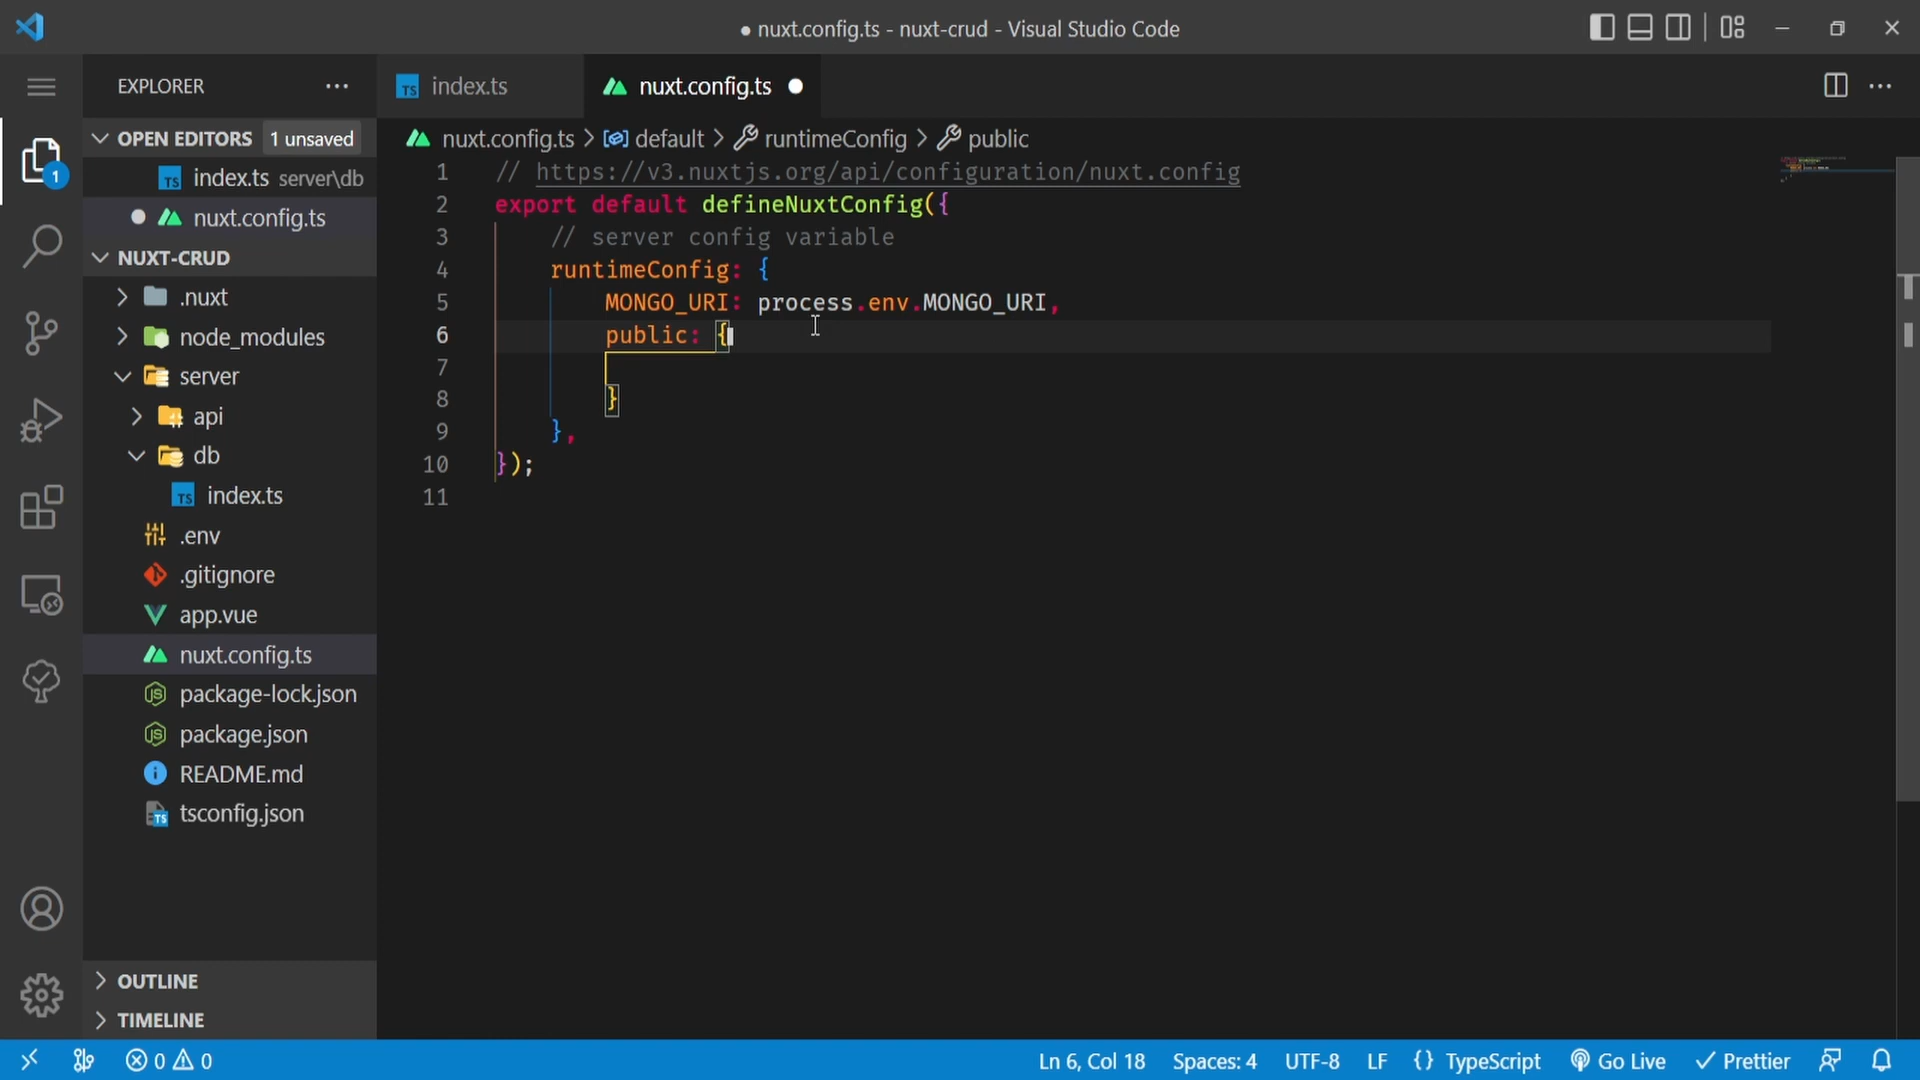 ● nuxt.config.ts - nuxt-crud - Visual Studio Code
EXPLORER
OPEN EDITORS 1 unsaved
index.ts server\db
nuxt.config.ts
NUXT-CRUD
.nuxt
node_modules
server
api
db
index.ts
.env
.gitignore
app.vue
nuxt.config.ts
package-lock.json
package.json
README.md
tsconfig.json
OUTLINE
TIMELINE
1
index.ts
nuxt.config.ts
nuxt.config.ts > default > runtimeConfig > public
1 // https://v3.nuxtjs.org/api/configuration/nuxt.config
2 export default defineNuxtConfig({
3 // server config variable
4 runtimeConfig: {
5 MONGO_URI: process.env.MONGO_URI,
6 public: {
7
8 }
9 },
10 });
11
0 0
Ln 6, Col 18 Spaces: 4 UTF-8 LF {} TypeScript Go Live Prettier